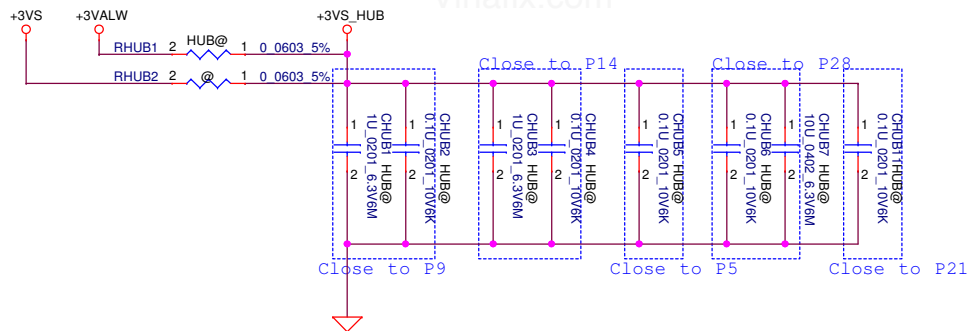 vinafix.com
+3VS
+3VALW
+3VS_HUB
RHUB1 2 HUB@ 1 0_0603_5%
RHUB2 2 @ 1 0_0603_5%
Close to P14
Close to P28
1
2
CHUB1 HUB@
1U_0201_6.3V6M
1
2
CHUB2 HUB@
0.1U_0201_10V6K
1
2
CHUB3 HUB@
1U_0201_6.3V6M
1
2
CHUB4 HUB@
0.1U_0201_10V6K
1
2
CHUB5 HUB@
0.1U_0201_10V6K
1
2
CHUB6 HUB@
0.1U_0201_10V6K
1
2
CHUB7 HUB@
10U_0402_6.3V6M
1
2
CHUB11HUB@
0.1U_0201_10V6K
Close to P9
Close to P5
Close to P21